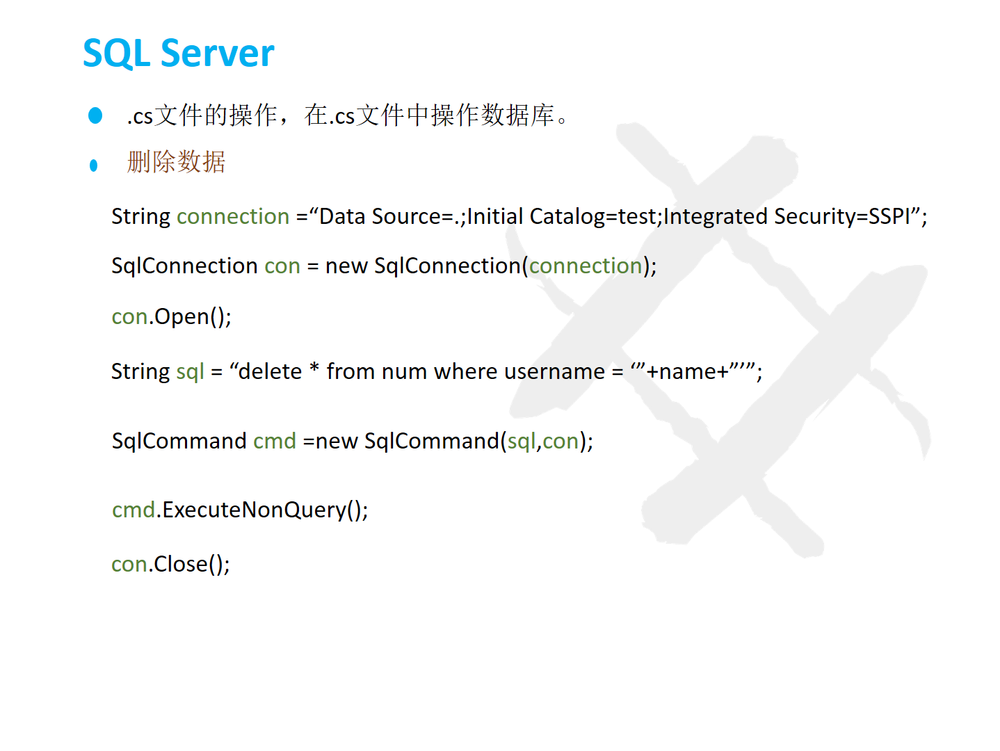 SQL Server
.cs文件的操作，在.cs文件中操作数据库。
删除数据
String connection =“Data Source=.;Initial Catalog=test;Integrated Security=SSPI”;
SqlConnection con = new SqlConnection(connection);
con.Open();
String sql = “delete * from num where username = ‘”+name+”’”;
SqlCommand cmd =new SqlCommand(sql,con);
cmd.ExecuteNonQuery();
con.Close();